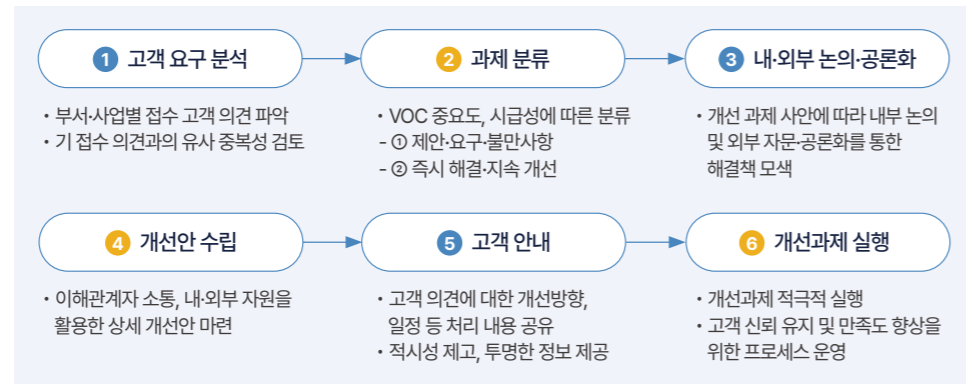 1 고객 요구 분석
• 부서·사업별 접수 고객 의견 파악
• 기 접수 의견과의 유사 중복성 검토
2 과제 분류
• VOC 중요도, 시급성에 따른 분류
- ① 제안·요구·불만사항
- ② 즉시 해결·지속 개선
3 내·외부 논의·공론화
• 개선 과제 사안에 따라 내부 논의
및 외부 자문·공론화를 통한
해결책 모색
4 개선안 수립
• 이해관계자 소통, 내·외부 자원을
활용한 상세 개선안 마련
5 고객 안내
• 고객 의견에 대한 개선방향,
일정 등 처리 내용 공유
• 적시성 제고, 투명한 정보 제공
6 개선과제 실행
• 개선과제 적극적 실행
• 고객 신뢰 유지 및 만족도 향상을
위한 프로세스 운영